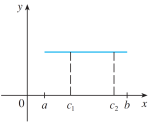 y
0 a c₁ c₂ b x